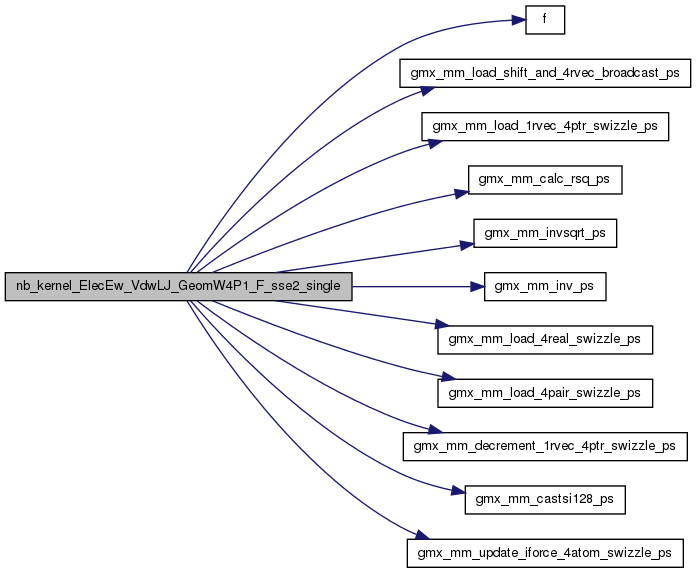 f
gmx_mm_load_shift_and_4rvec_broadcast_ps
gmx_mm_load_1rvec_4ptr_swizzle_ps
gmx_mm_calc_rsq_ps
gmx_mm_invsqrt_ps
nb_kernel_ElecEw_VdwLJ_GeomW4P1_F_sse2_single
gmx_mm_inv_ps
gmx_mm_load_4real_swizzle_ps
gmx_mm_load_4pair_swizzle_ps
gmx_mm_decrement_1rvec_4ptr_swizzle_ps
gmx_mm_castsi128_ps
gmx_mm_update_iforce_4atom_swizzle_ps